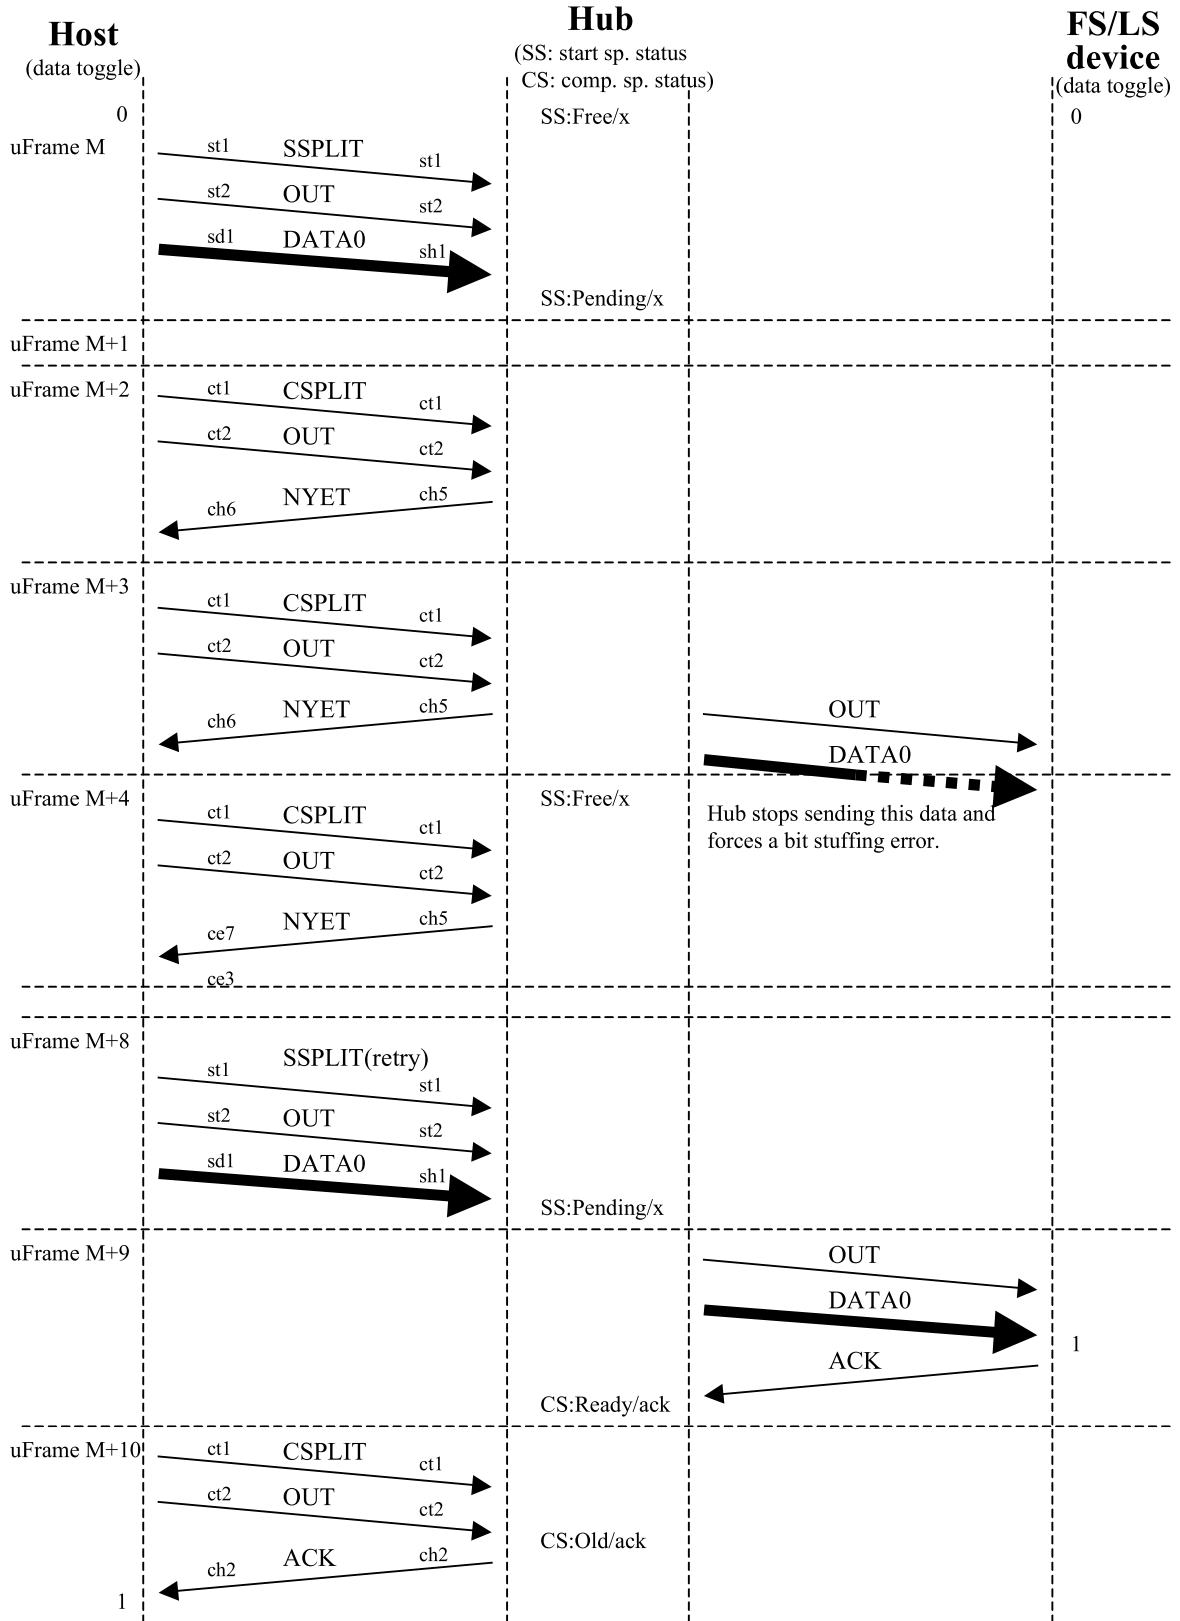 Host
(data toggle)
Hub
(SS: start sp. status
CS: comp. sp. status)
FS/LS
device
(data toggle)
0
SS:Free/x
0
uFrame M
st1
SSPLIT
st1
st2
OUT
st2
sd1
DATA0
sh1
SS:Pending/x
uFrame M+1
uFrame M+2
ct1
CSPLIT
ct1
ct2
OUT
ct2
NYET
ch5
ch6
uFrame M+3
ct1
CSPLIT
ct1
ct2
OUT
ct2
NYET
ch5
ch6
OUT
DATA0
uFrame M+4
SS:Free/x
Hub stops sending this data and
forces a bit stuffing error.
ct1
CSPLIT
ct1
ct2
OUT
ct2
NYET
ch5
ce7
ce3
uFrame M+8
SSPLIT(retry)
st1
st1
st2
OUT
st2
sd1
DATA0
sh1
SS:Pending/x
uFrame M+9
OUT
DATA0
1
ACK
CS:Ready/ack
uFrame M+10
ct1
CSPLIT
ct1
ct2
OUT
ct2
CS:Old/ack
ACK
ch2
ch2
1